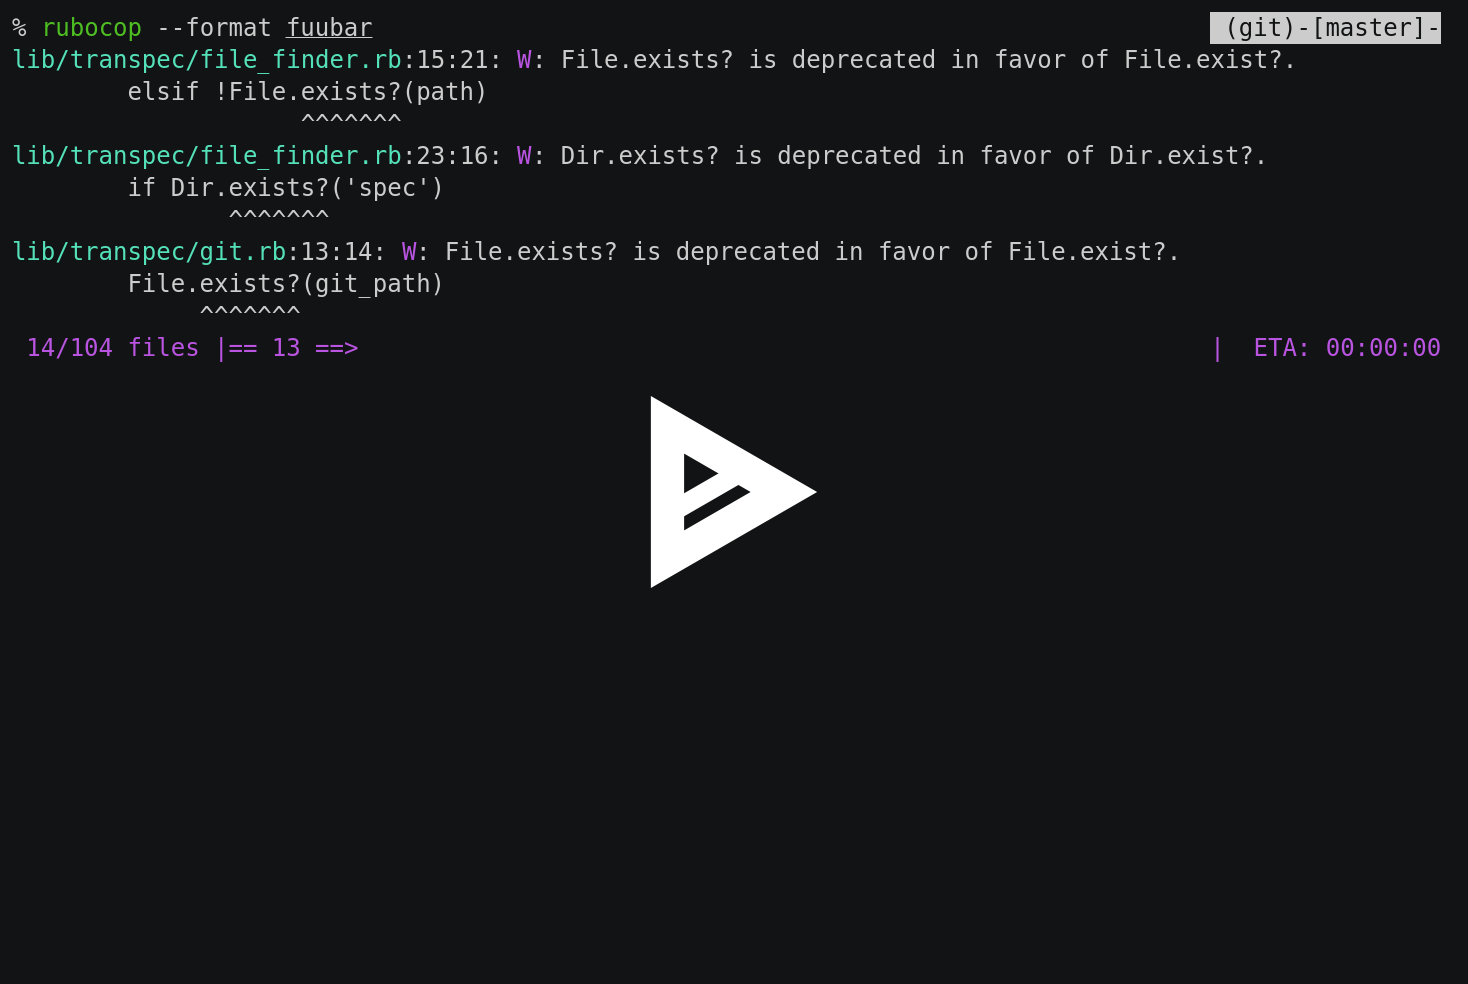 % rubocop --format fuubar (git)-[master]-
lib/transpec/file_finder.rb:15:21: W: File.exists? is deprecated in favor of File.exist?.
        elsif !File.exists?(path)
                    ^^^^^^^
lib/transpec/file_finder.rb:23:16: W: Dir.exists? is deprecated in favor of Dir.exist?.
        if Dir.exists?('spec')
               ^^^^^^^
lib/transpec/git.rb:13:14: W: File.exists? is deprecated in favor of File.exist?.
        File.exists?(git_path)
             ^^^^^^^
 14/104 files |== 13 ==> |  ETA: 00:00:00